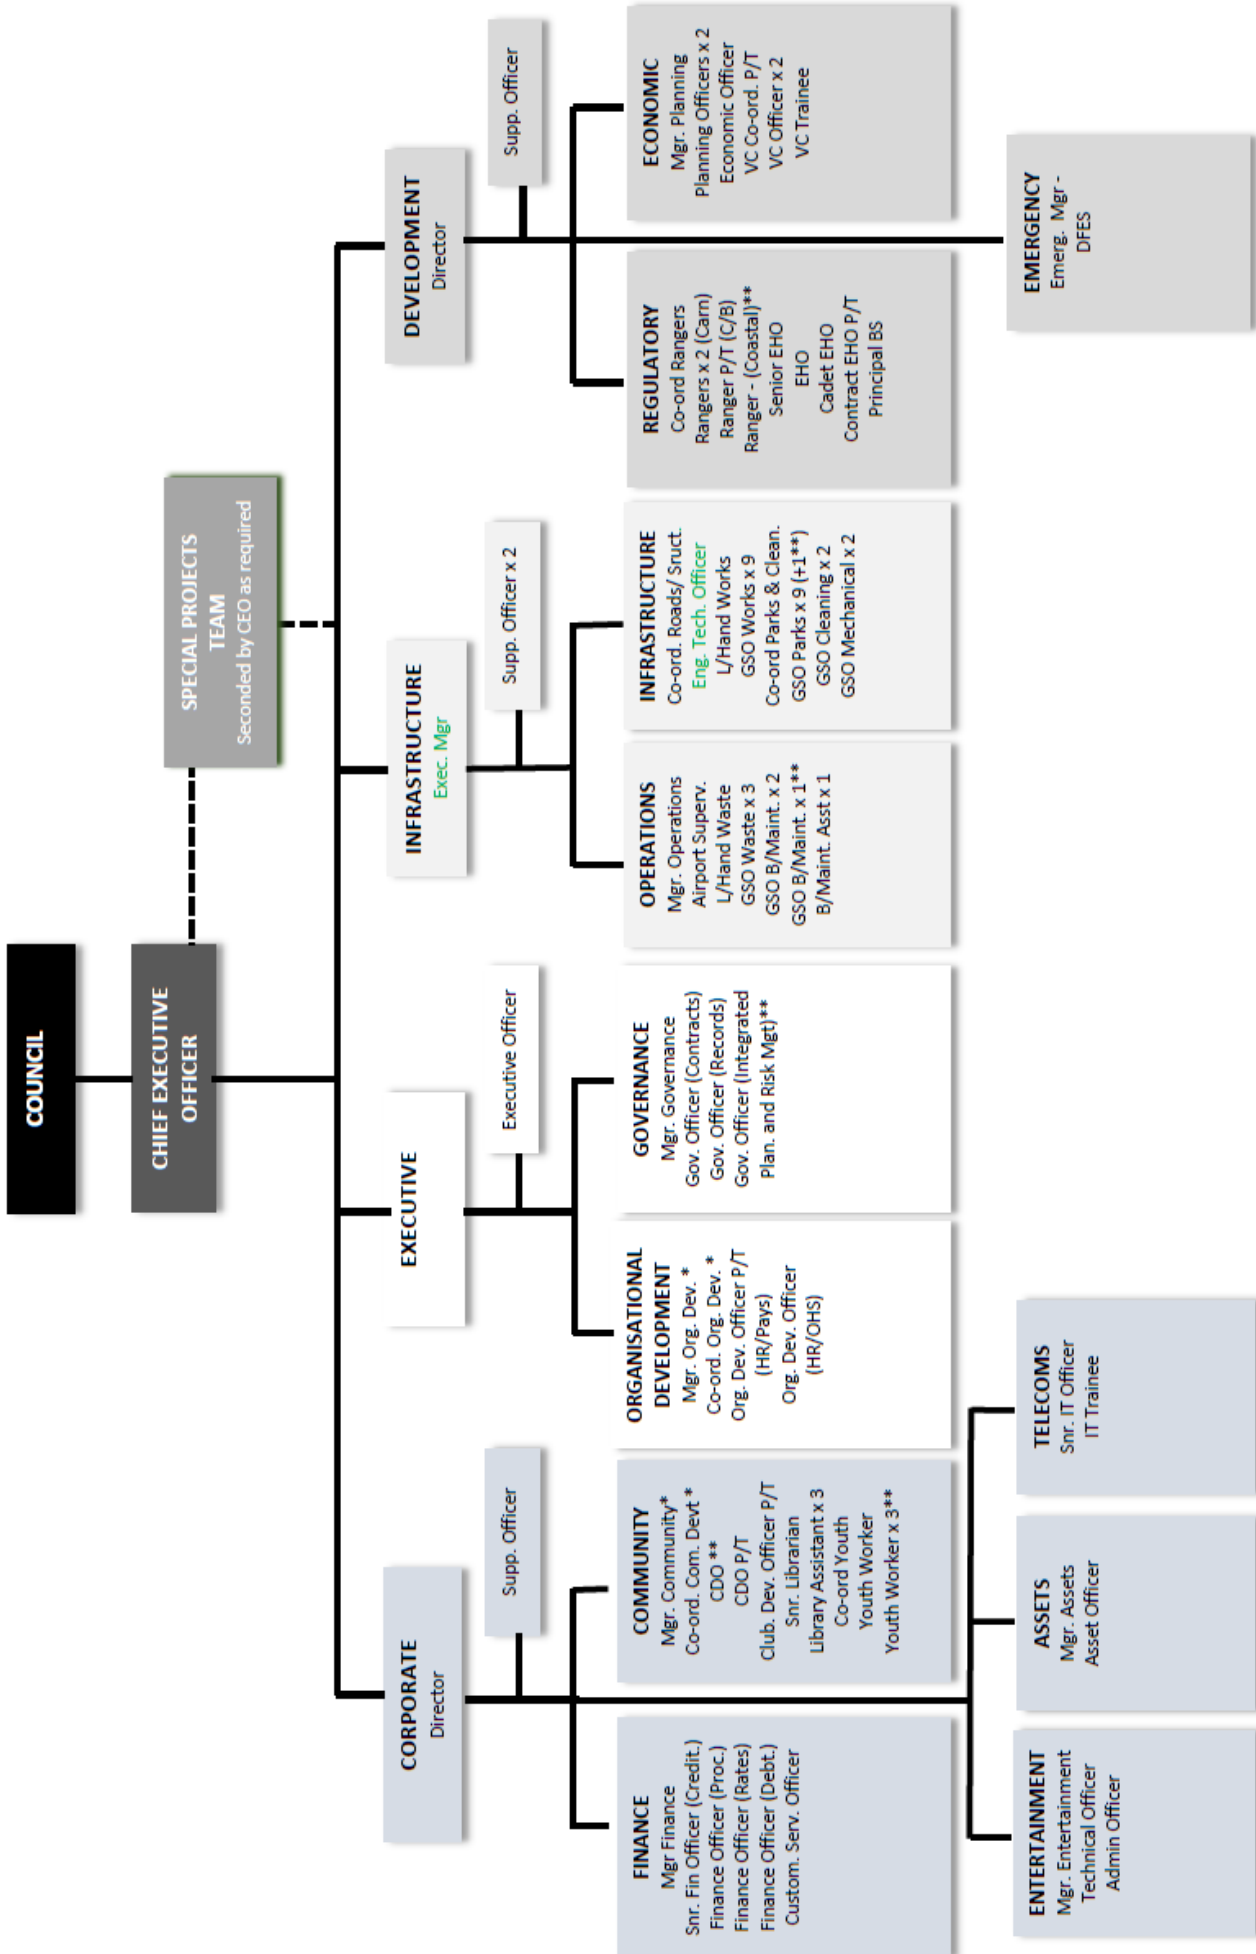 COUNCIL
CHIEF EXECUTIVE
OFFICER
SPECIAL PROJECTS
TEAM
Seconded by CEO as required
CORPORATE
Director
EXECUTIVE
INFRASTRUCTURE
Exec. Mgr
DEVELOPMENT
Director
Supp. Officer
Executive Officer
Supp. Officer x 2
Supp. Officer
FINANCE
Mgr Finance
Snr. Fin Officer (Credit.)
Finance Officer (Proc.)
Finance Officer (Rates)
Finance Officer (Debt.)
Custom. Serv. Officer
COMMUNITY
Mgr. Community*
Co-ord. Com. Devt *
CDO **
CDO P/T
Club. Dev. Officer P/T
Snr. Librarian
Library Assistant x 3
Co-ord Youth
Youth Worker
Youth Worker x 3**
ORGANISATIONAL
DEVELOPMENT
Mgr. Org. Dev. *
Co-ord. Org. Dev. *
Org. Dev. Officer P/T
(HR/Pays)
Org. Dev. Officer
(HR/OHS)
GOVERNANCE
Mgr. Governance
Gov. Officer (Contracts)
Gov. Officer (Records)
Gov. Officer (Integrated
Plan. and Risk Mgt)**
OPERATIONS
Mgr. Operations
Airport Superv.
L/Hand Waste
GSO Waste x 3
GSO B/Maint. x 2
GSO B/Maint. x 1**
B/Maint. Asst x 1
INFRASTRUCTURE
Co-ord. Roads/ Sruct.
Eng. Tech. Officer
L/Hand Works
GSO Works x 9
Co-ord Parks & Clean.
GSO Parks x 9 (+1**)
GSO Cleaning x 2
GSO Mechanical x 2
REGULATORY
Co-ord Rangers
Rangers x 2 (Carn)
Ranger P/T (C/B)
Ranger - (Coastal)**
Senior EHO
EHO
Cadet EHO
Contract EHO P/T
Principal BS
ECONOMIC
Mgr. Planning
Planning Officers x 2
Economic Officer
VC Co-ord. P/T
VC Officer x 2
VC Trainee
ENTERTAINMENT
Mgr. Entertainment
Technical Officer
Admin Officer
ASSETS
Mgr. Assets
Asset Officer
TELECOMS
Snr. IT Officer
IT Trainee
EMERGENCY
Emerg. Mgr -
DFES